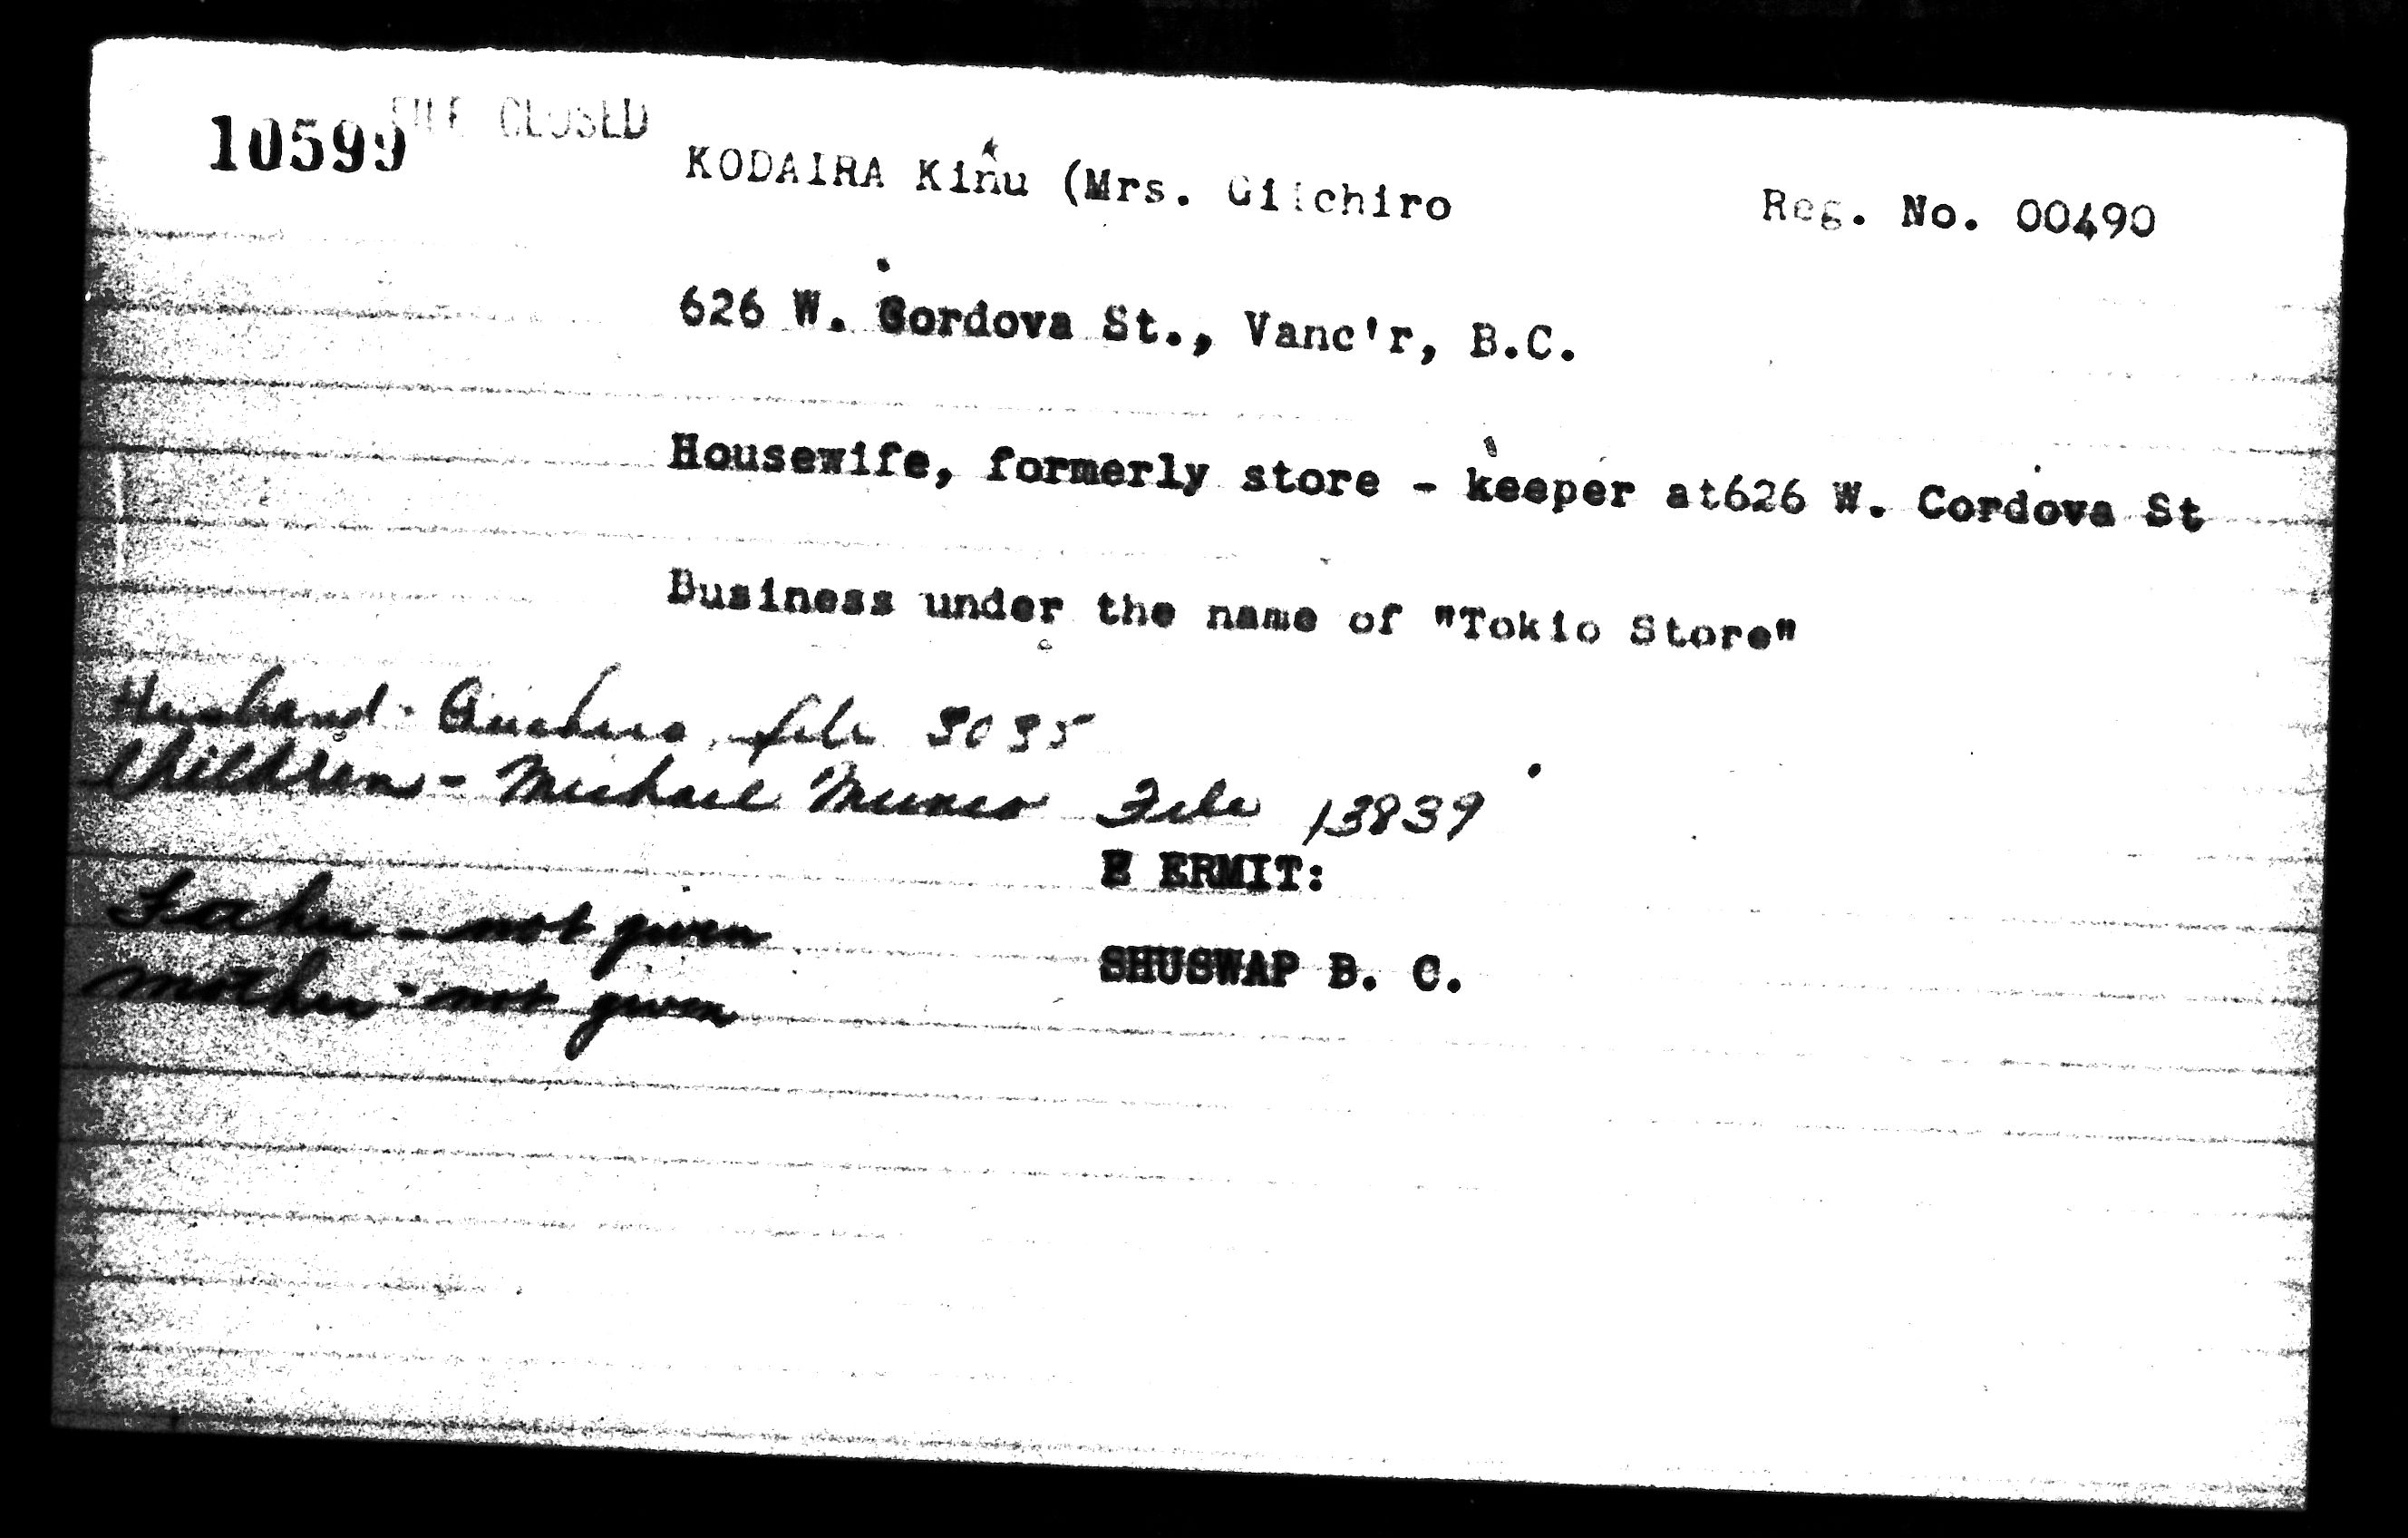 10599 FILE CLOSED
KODAIRA Kinu (Mrs. Giichiro Reg. No. 00490
626 W. Cordova St., Vanc'r, B.C.
Housewife, formerly store - keeper at626 W. Cordova St
Business under the name of "Tokio Store"
Husband - Giichiro, file
Children - Michael Muneo File 13839
E ERMIT:
Father - not given
SHUSWAP B. C.
Mother - not given